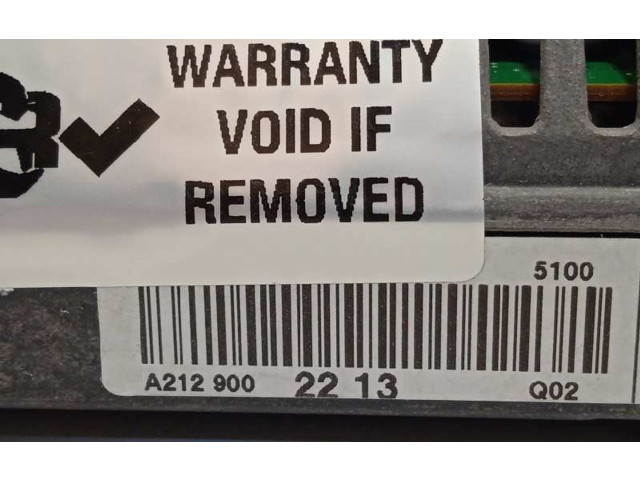 WARRANTY
VOID IF
REMOVED
5100
A212 900 22 13 Q02